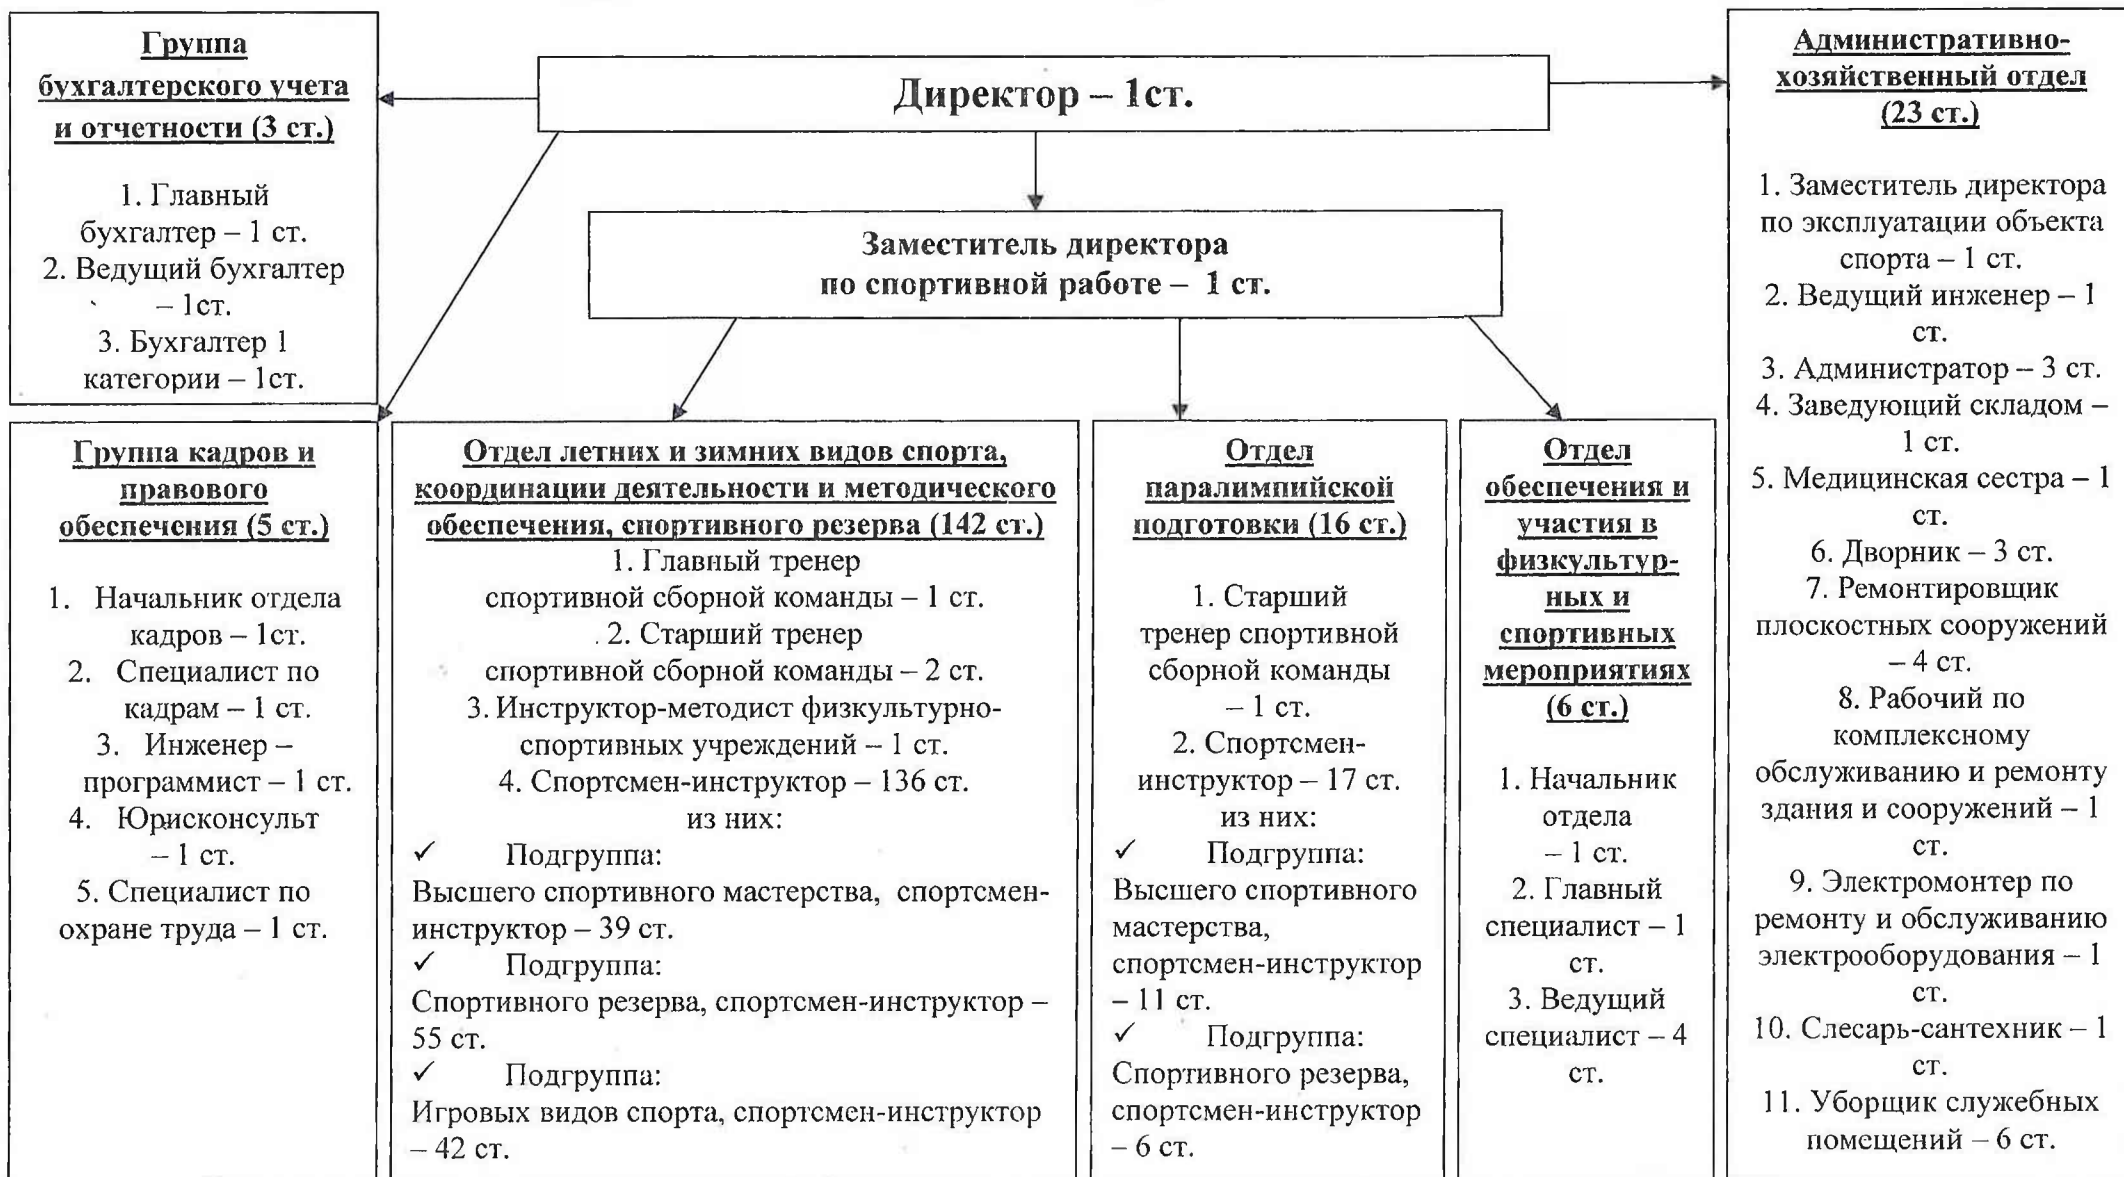 Группа
бухгалтерского учета
и отчетности (3 ст.)
1. Главный
бухгалтер – 1 ст.
2. Ведущий бухгалтер
– 1ст.
3. Бухгалтер 1
категории – 1ст.
Директор – 1ст.
Заместитель директора
по спортивной работе – 1 ст.
Административно-
хозяйственный отдел
(23 ст.)
1. Заместитель директора
по эксплуатации объекта
спорта – 1 ст.
2. Ведущий инженер – 1
ст.
3. Администратор – 3 ст.
4. Заведующий складом –
1 ст.
5. Медицинская сестра – 1
ст.
6. Дворник – 3 ст.
7. Ремонтировщик
плоскостных сооружений
– 4 ст.
8. Рабочий по
комплексному
обслуживанию и ремонту
здания и сооружений – 1
ст.
9. Электромонтер по
ремонту и обслуживанию
электрооборудования – 1
ст.
10. Слесарь-сантехник – 1
ст.
11. Уборщик служебных
помещений – 6 ст.
Группа кадров и
правового
обеспечения (5 ст.)
1. Начальник отдела
кадров – 1ст.
2. Специалист по
кадрам – 1 ст.
3. Инженер –
программист – 1 ст.
4. Юрисконсульт
– 1 ст.
5. Специалист по
охране труда – 1 ст.
Отдел летних и зимних видов спорта,
координации деятельности и методического
обеспечения, спортивного резерва (142 ст.)
1. Главный тренер
спортивной сборной команды – 1 ст.
2. Старший тренер
спортивной сборной команды – 2 ст.
3. Инструктор-методист физкультурно-
спортивных учреждений – 1 ст.
4. Спортсмен-инструктор – 136 ст.
из них:
✓ Подгруппа:
Высшего спортивного мастерства, спортсмен-
инструктор – 39 ст.
✓ Подгруппа:
Спортивного резерва, спортсмен-инструктор –
55 ст.
✓ Подгруппа:
Игровых видов спорта, спортсмен-инструктор
– 42 ст.
Отдел
паралимпийской
подготовки (16 ст.)
1. Старший
тренер спортивной
сборной команды
– 1 ст.
2. Спортсмен-
инструктор – 17 ст.
из них:
✓ Подгруппа:
Высшего спортивного
мастерства,
спортсмен-инструктор
– 11 ст.
✓ Подгруппа:
Спортивного резерва,
спортсмен-инструктор
– 6 ст.
Отдел
обеспечения и
участия в
физкультур-
ных и
спортивных
мероприятиях
(6 ст.)
1. Начальник
отдела
– 1 ст.
2. Главный
специалист – 1
ст.
3. Ведущий
специалист – 4
ст.